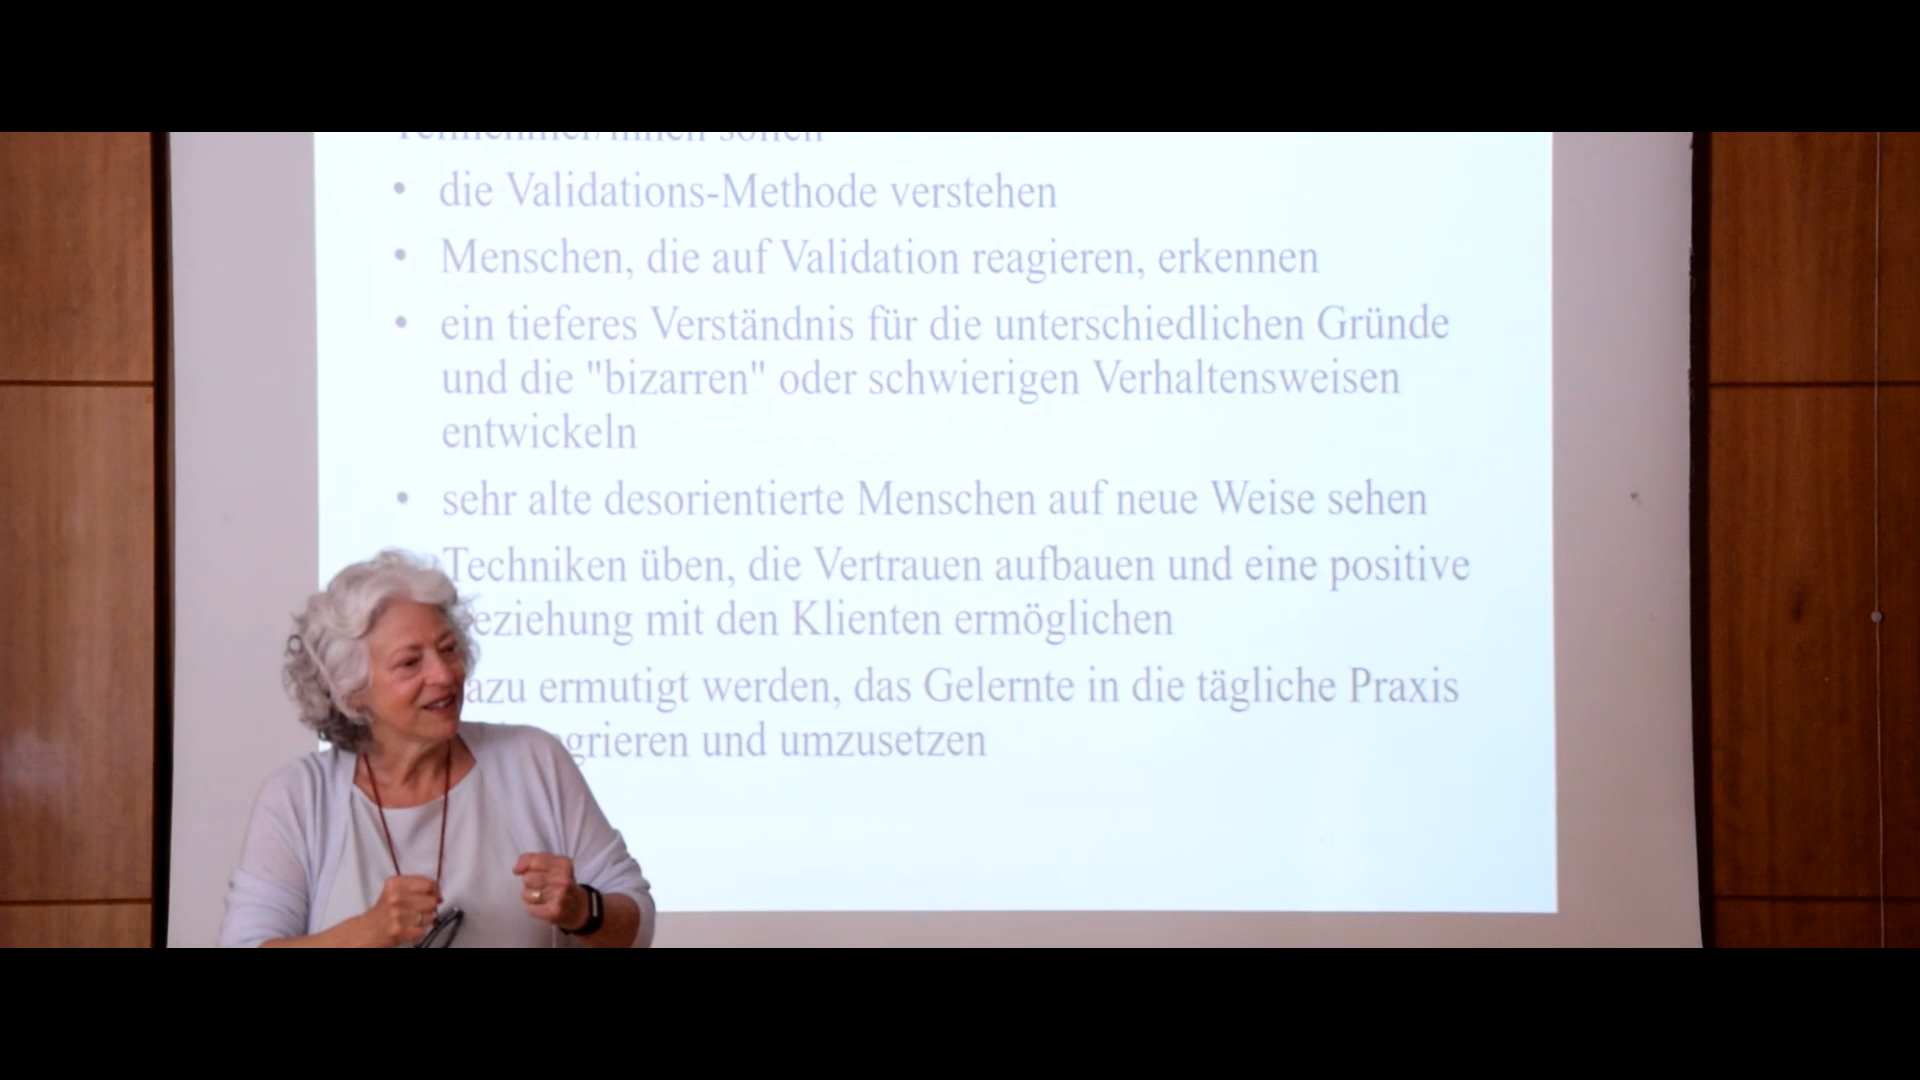 sollen
• die Validations-Methode verstehen
• Menschen, die auf Validation reagieren, erkennen
• ein tieferes Verständnis für die unterschiedlichen Gründe
und die "bizarren" oder schwierigen Verhaltensweisen
entwickeln
• sehr alte desorientierte Menschen auf neue Weise sehen
Techniken üben, die Vertrauen aufbauen und eine positive
eziehung mit den Klienten ermöglichen
azu ermutigt werden, das Gelernte in die tägliche Praxis
grieren und umzusetzen